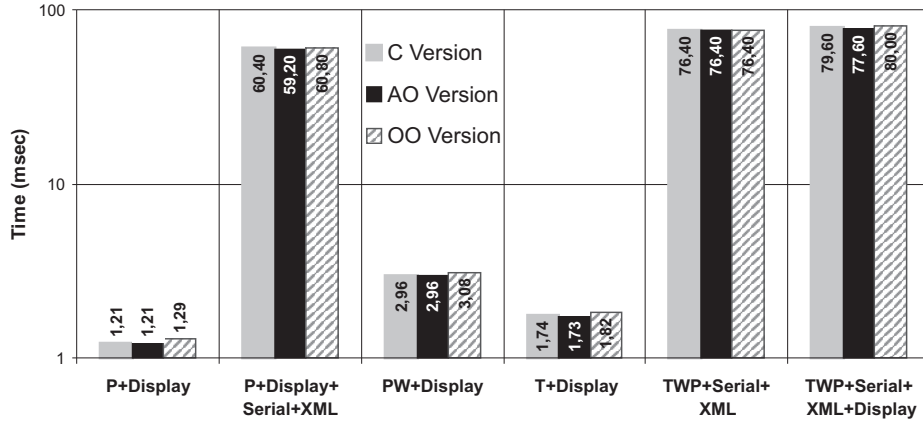 100
60,40
59,20
60,80
C Version
AO Version
OO Version
76,40
76,40
76,40
79,60
77,60
80,00
Time (msec)
10
1,21
1,21
1,29
2,96
2,96
3,08
1,74
1,73
1,82
1
P+Display
P+Display+
Serial+XML
PW+Display
T+Display
TWP+Serial+
XML
TWP+Serial+
XML+Display